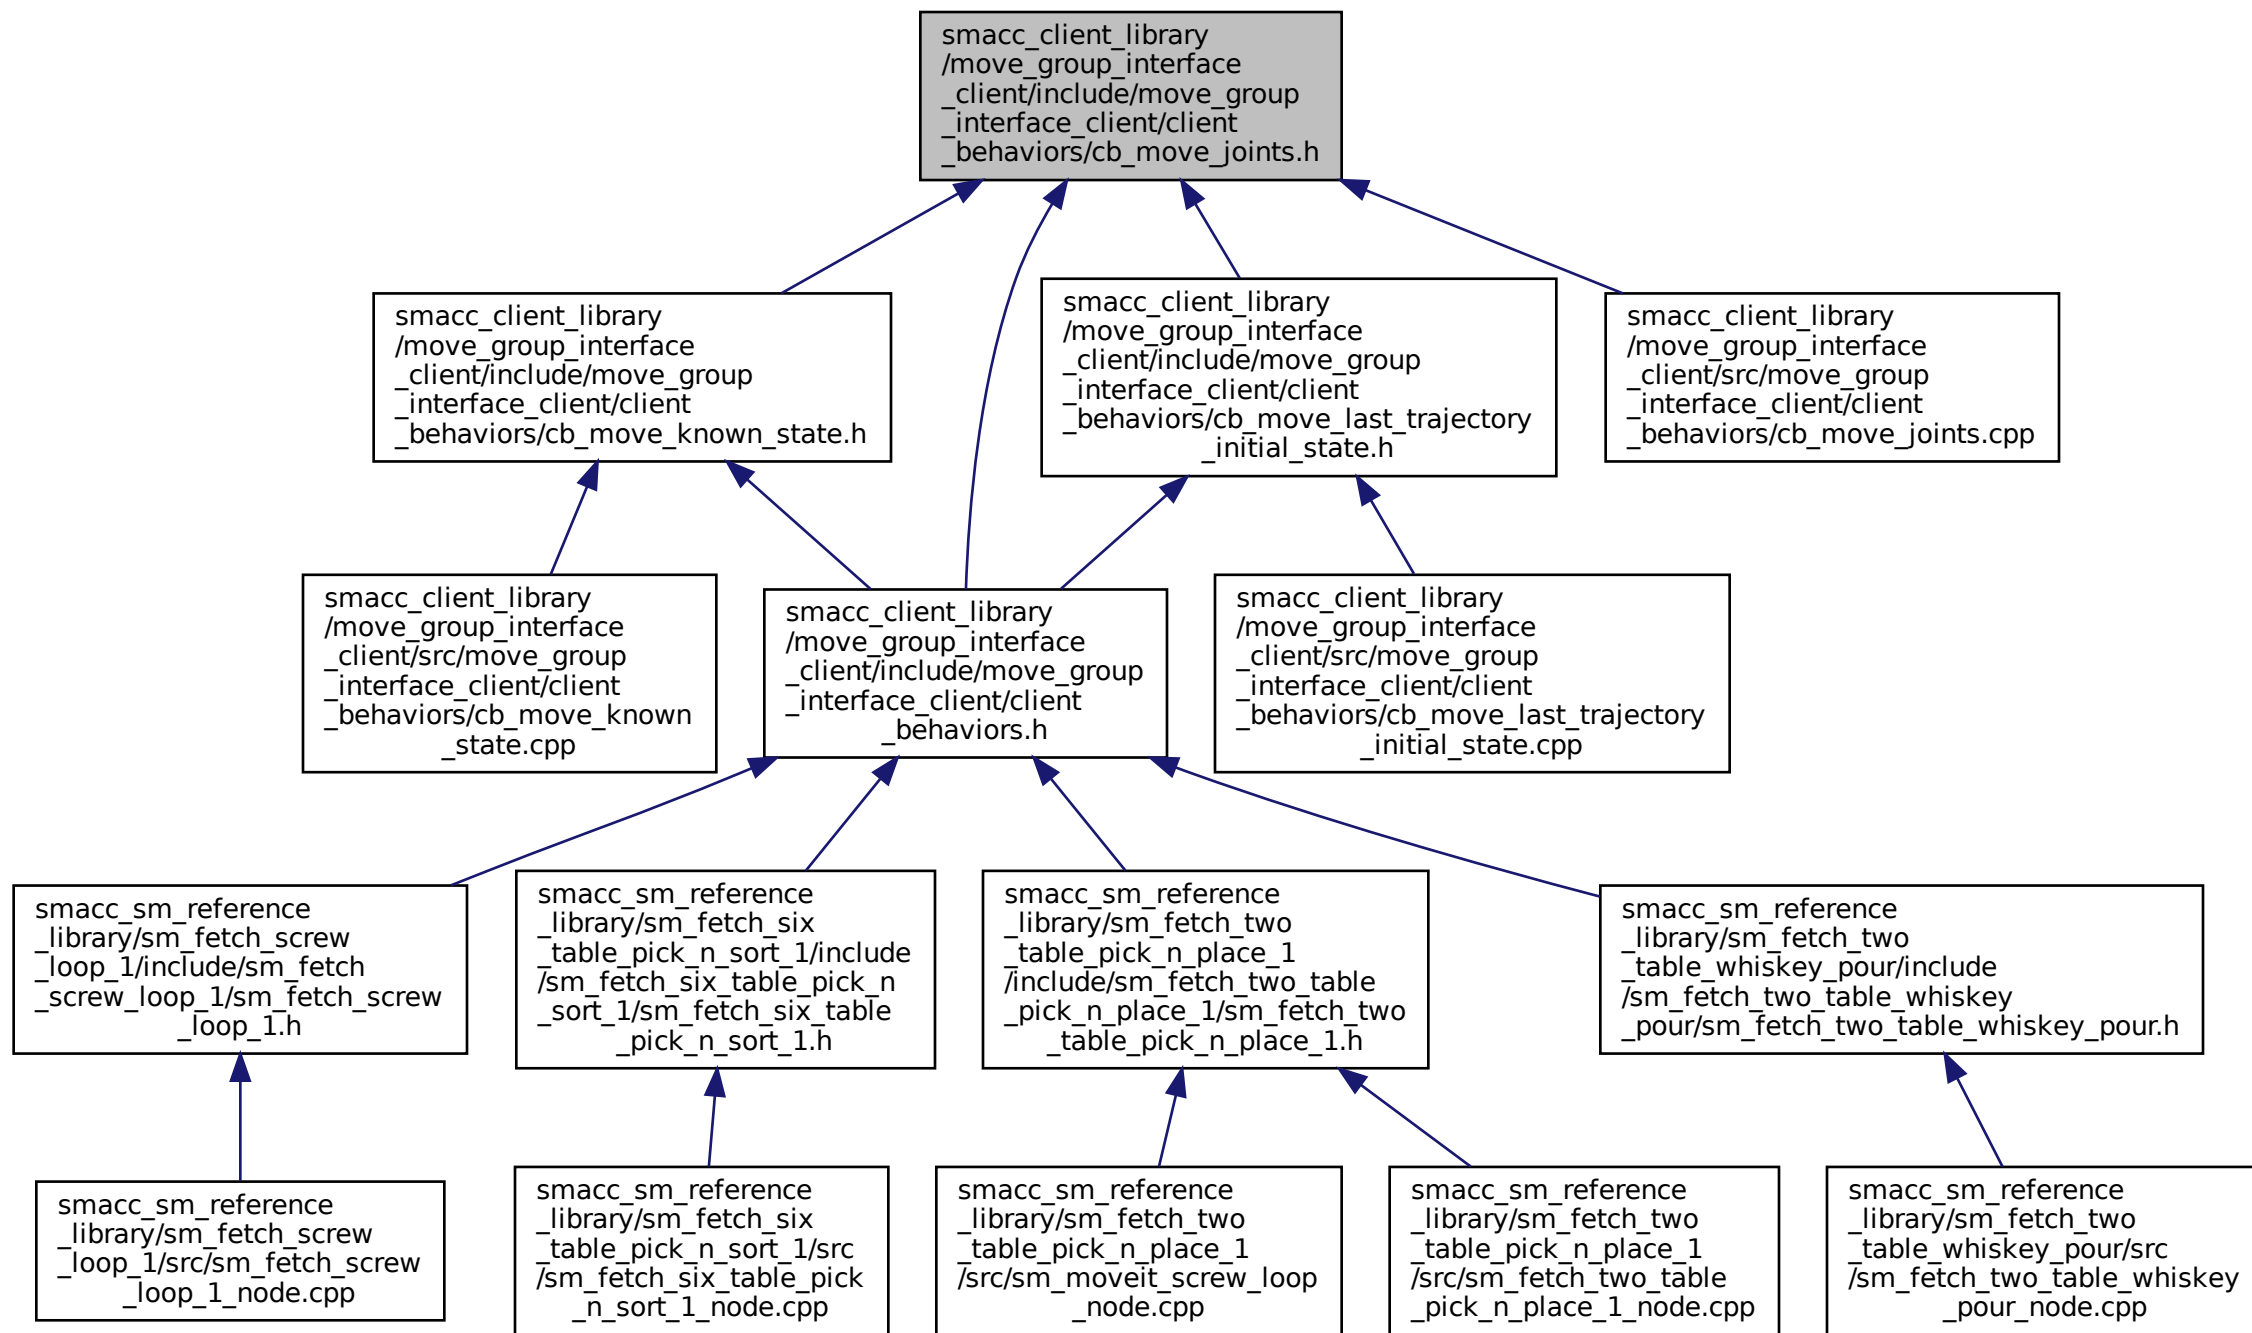 smacc_client_library
/move_group_interface
_client/include/move_group
_interface_client/client
_behaviors/cb_move_joints.h
smacc_client_library
/move_group_interface
_client/include/move_group
_interface_client/client
_behaviors/cb_move_known_state.h
smacc_client_library
/move_group_interface
_client/include/move_group
_interface_client/client
_behaviors/cb_move_last_trajectory
_initial_state.h
smacc_client_library
/move_group_interface
_client/src/move_group
_interface_client/client
_behaviors/cb_move_joints.cpp
smacc_client_library
/move_group_interface
_client/src/move_group
_interface_client/client
_behaviors/cb_move_known
_state.cpp
smacc_client_library
/move_group_interface
_client/include/move_group
_interface_client/client
_behaviors.h
smacc_client_library
/move_group_interface
_client/src/move_group
_interface_client/client
_behaviors/cb_move_last_trajectory
_initial_state.cpp
smacc_sm_reference
_library/sm_fetch_screw
_loop_1/include/sm_fetch
_screw_loop_1/sm_fetch_screw
_loop_1.h
smacc_sm_reference
_library/sm_fetch_six
_table_pick_n_sort_1/include
/sm_fetch_six_table_pick_n
_sort_1/sm_fetch_six_table
_pick_n_sort_1.h
smacc_sm_reference
_library/sm_fetch_two
_table_pick_n_place_1
/include/sm_fetch_two_table
_pick_n_place_1/sm_fetch_two
_table_pick_n_place_1.h
smacc_sm_reference
_library/sm_fetch_two
_table_whiskey_pour/include
/sm_fetch_two_table_whiskey
_pour/sm_fetch_two_table_whiskey_pour.h
smacc_sm_reference
_library/sm_fetch_screw
_loop_1/src/sm_fetch_screw
_loop_1_node.cpp
smacc_sm_reference
_library/sm_fetch_six
_table_pick_n_sort_1/src
/sm_fetch_six_table_pick
_n_sort_1_node.cpp
smacc_sm_reference
_library/sm_fetch_two
_table_pick_n_place_1
/src/sm_moveit_screw_loop
_node.cpp
smacc_sm_reference
_library/sm_fetch_two
_table_pick_n_place_1
/src/sm_fetch_two_table
_pick_n_place_1_node.cpp
smacc_sm_reference
_library/sm_fetch_two
_table_whiskey_pour/src
/sm_fetch_two_table_whiskey
_pour_node.cpp